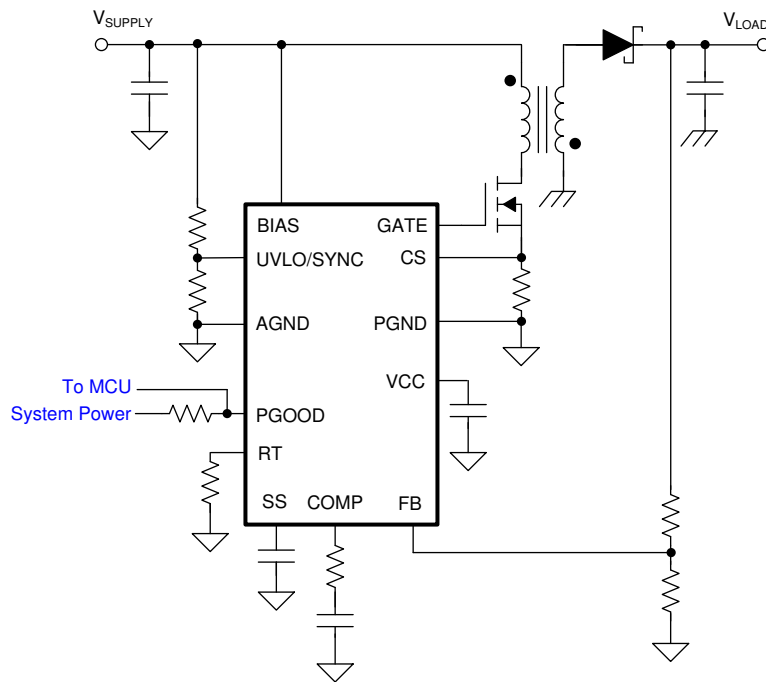 VSUPPLY
VLOAD
BIAS
GATE
UVLO/SYNC
CS
AGND
PGND
VCC
To MCU
System Power
PGOOD
RT
SS
COMP
FB